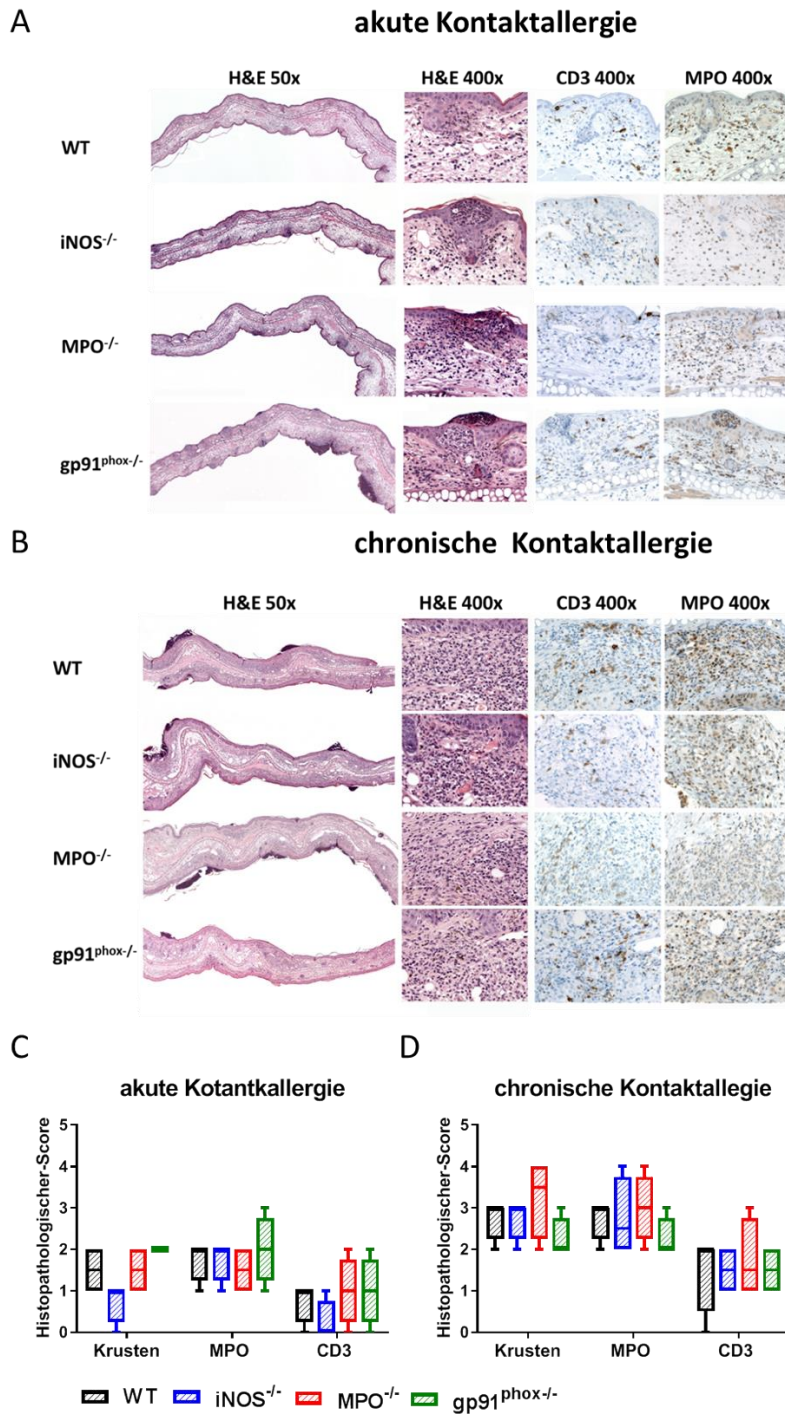 A
akute Kontaktallergie
H&E 50x H&E 400x CD3 400x MPO 400x
WT
iNOS-/-
MPO-/-
gp91phox-/-
B
chronische Kontaktallergie
H&E 50x H&E 400x CD3 400x MPO 400x
WT
iNOS-/-
MPO-/-
gp91phox-/-
C
akute Kotantkallergie
Histopathologischer-Score
5
4
3
2
1
0
Krusten MPO CD3
D
chronische Kontaktallegie
Histopathologischer-Score
5
4
3
2
1
0
Krusten MPO CD3
WT iNOS-/- MPO-/- gp91phox-/-